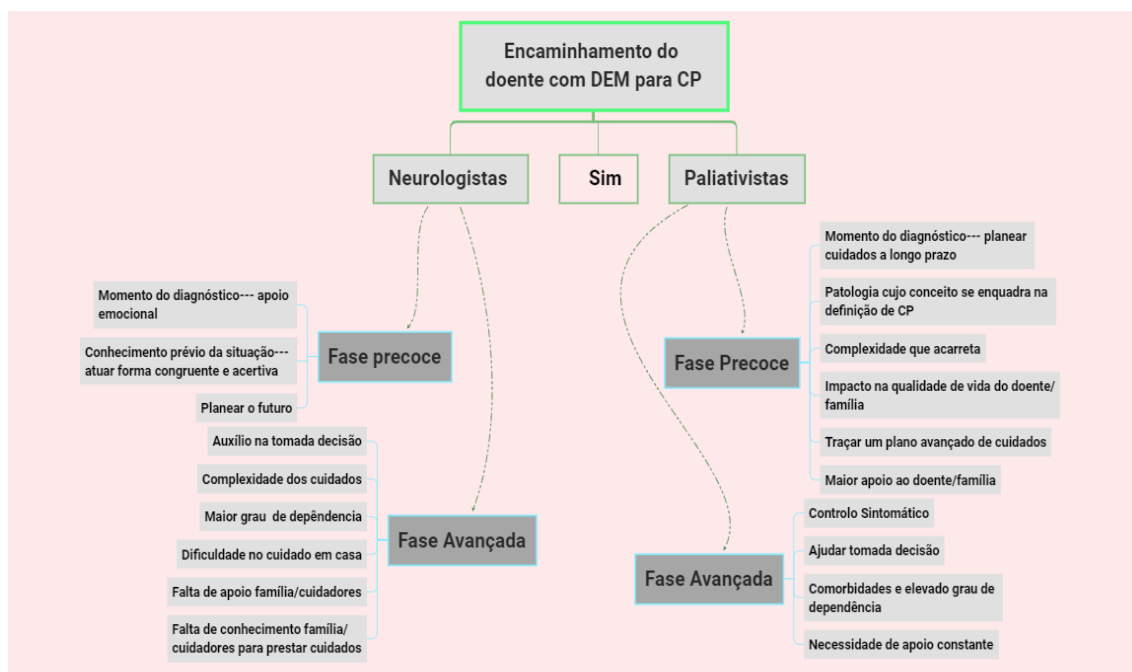 Encaminhamento do
doente com DEM para CP
Neurologistas
Sim
Paliativistas
Momento do diagnóstico--- apoio
emocional
Conhecimento prévio da situação---
atuar forma congruente e acertiva
Planear o futuro
Fase precoce
Auxílio na tomada decisão
Complexidade dos cuidados
Maior grau de depêndencia
Dificuldade no cuidado em casa
Falta de apoio família/cuidadores
Falta de conhecimento família/
cuidadores para prestar cuidados
Fase Avançada
Momento do diagnóstico--- planear
cuidados a longo prazo
Patologia cujo conceito se enquadra na
definição de CP
Complexidade que acarreta
Impacto na qualidade de vida do doente/
família
Traçar um plano avançado de cuidados
Maior apoio ao doente/família
Fase Precoce
Controlo Sintomático
Ajudar tomada decisão
Comorbidades e elevado grau de
dependência
Necessidade de apoio constante
Fase Avançada